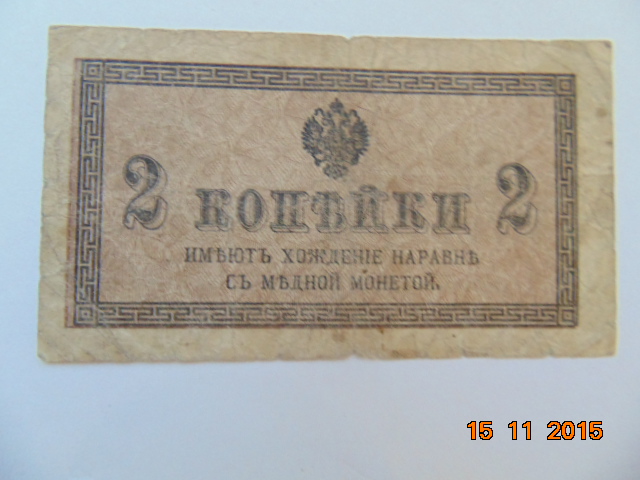 2 КОПѢЙКИ 2
ИМѢЮТЪ ХОЖДЕНІЕ НАРАВНѢ
СЪ МѢДНОЙ МОНЕТОЙ.
15 11 2015